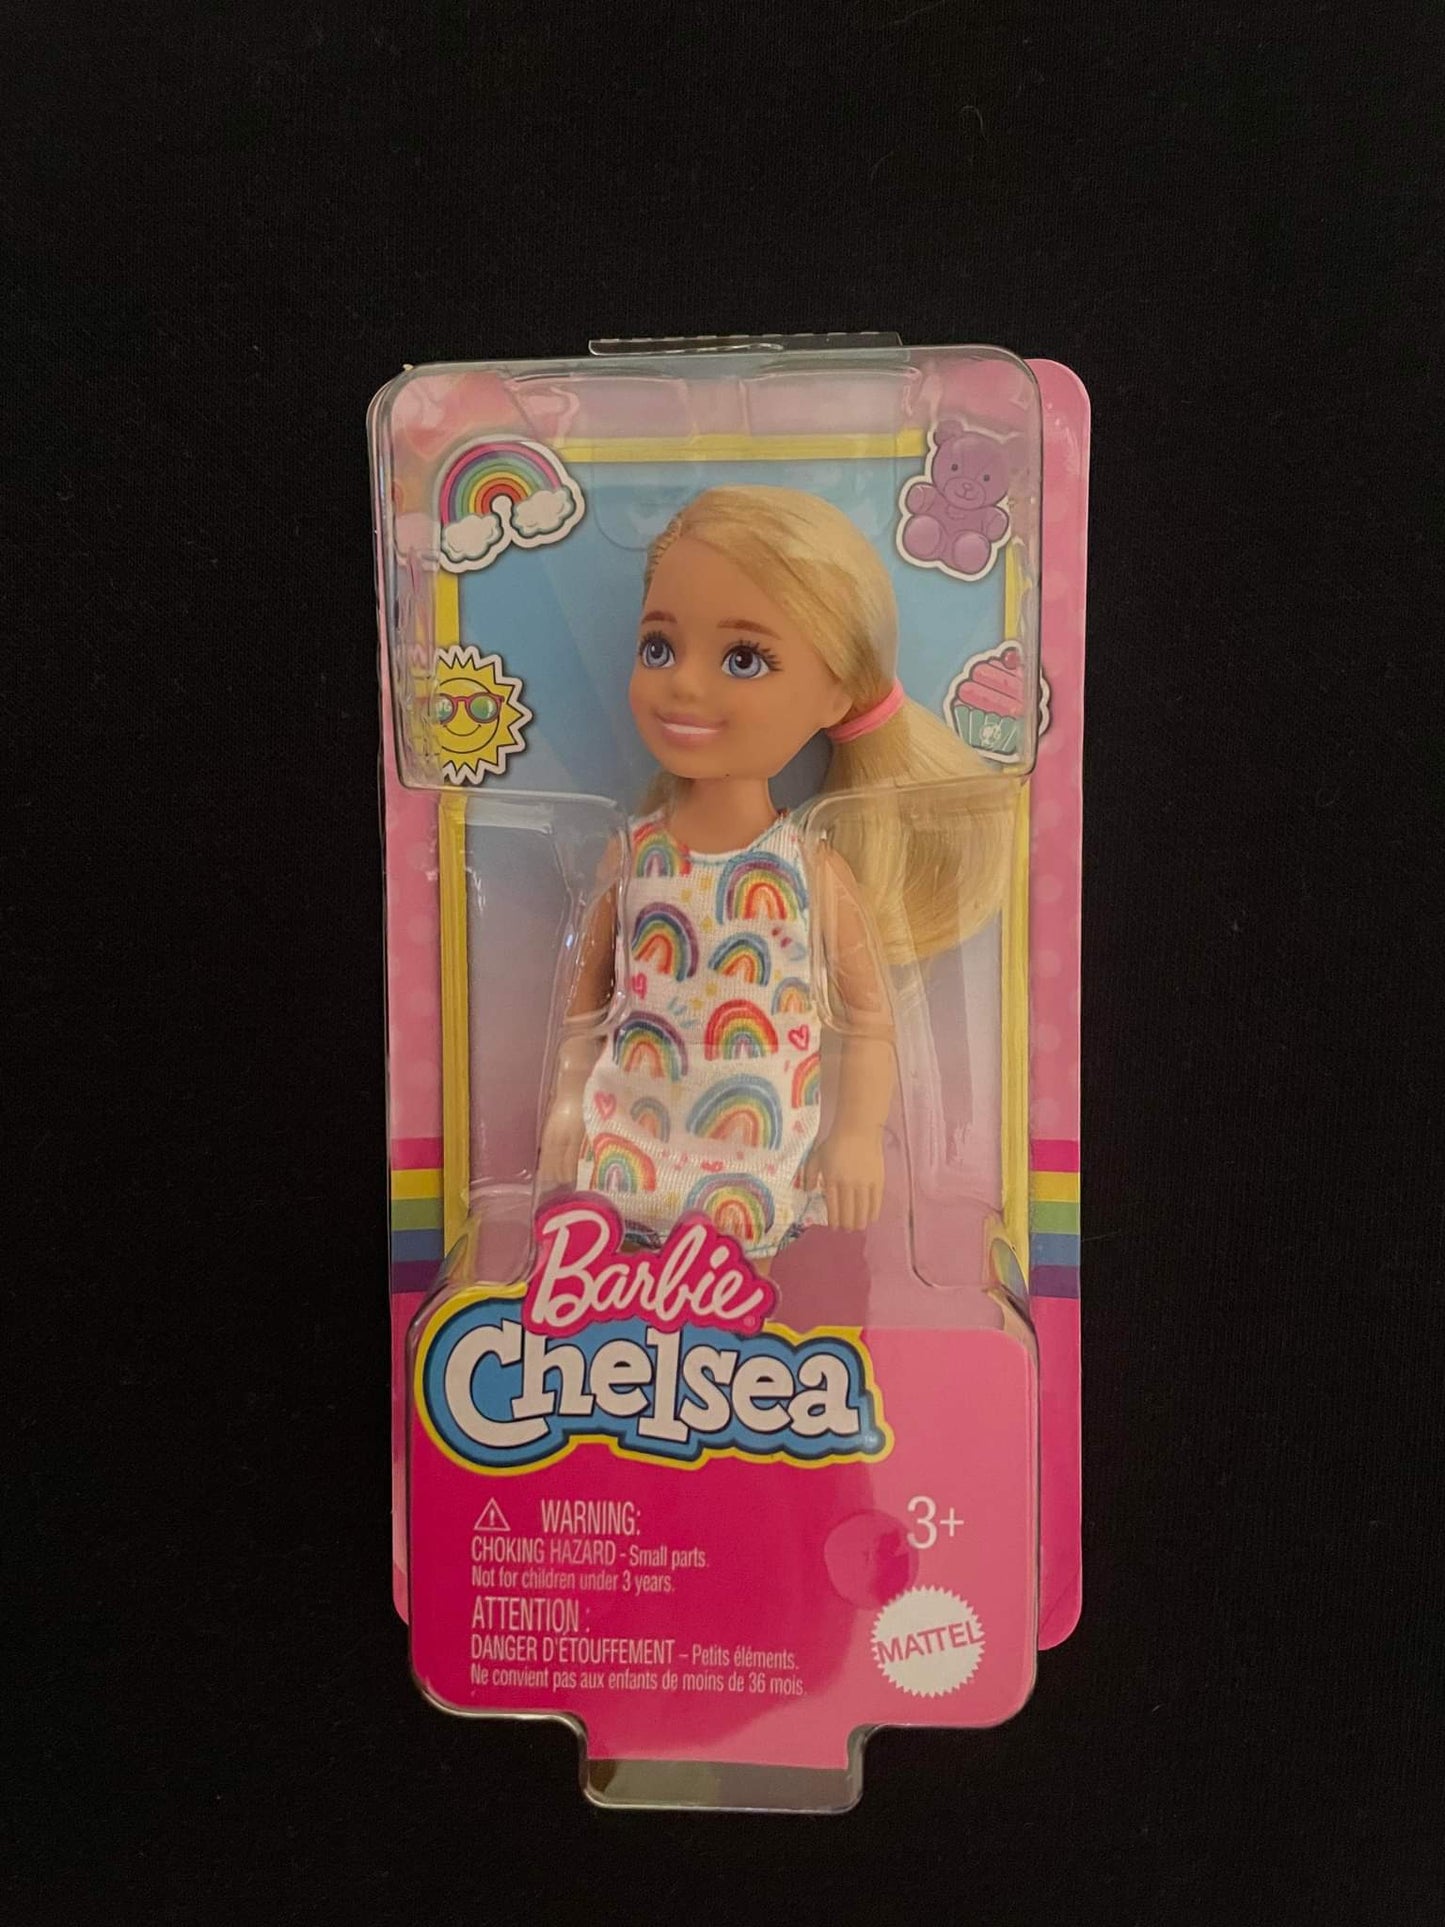 Barbie
Chelsea™
WARNING:
CHOKING HAZARD - Small parts.
Not for children under 3 years.
ATTENTION :
DANGER D'ÉTOUFFEMENT – Petits éléments.
Ne convient pas aux enfants de moins de 36 mois.
3+
MATTEL